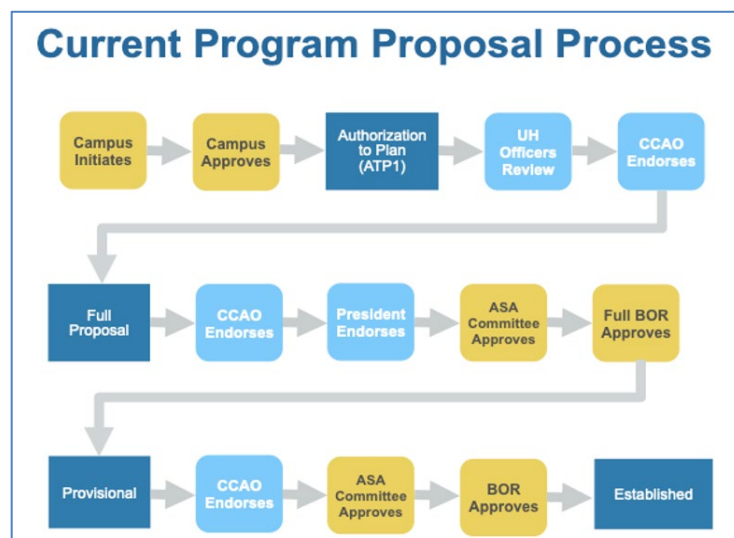 Current Program Proposal Process
Campus
Initiates
Campus
Approves
Authorization
to Plan
(ATP1)
UH
Officers
Review
CCAO
Endorses
Full
Proposal
CCAO
Endorses
President
Endorses
ASA
Committee
Approves
Full BOR
Approves
Provisional
CCAO
Endorses
ASA
Committee
Approves
BOR
Approves
Established